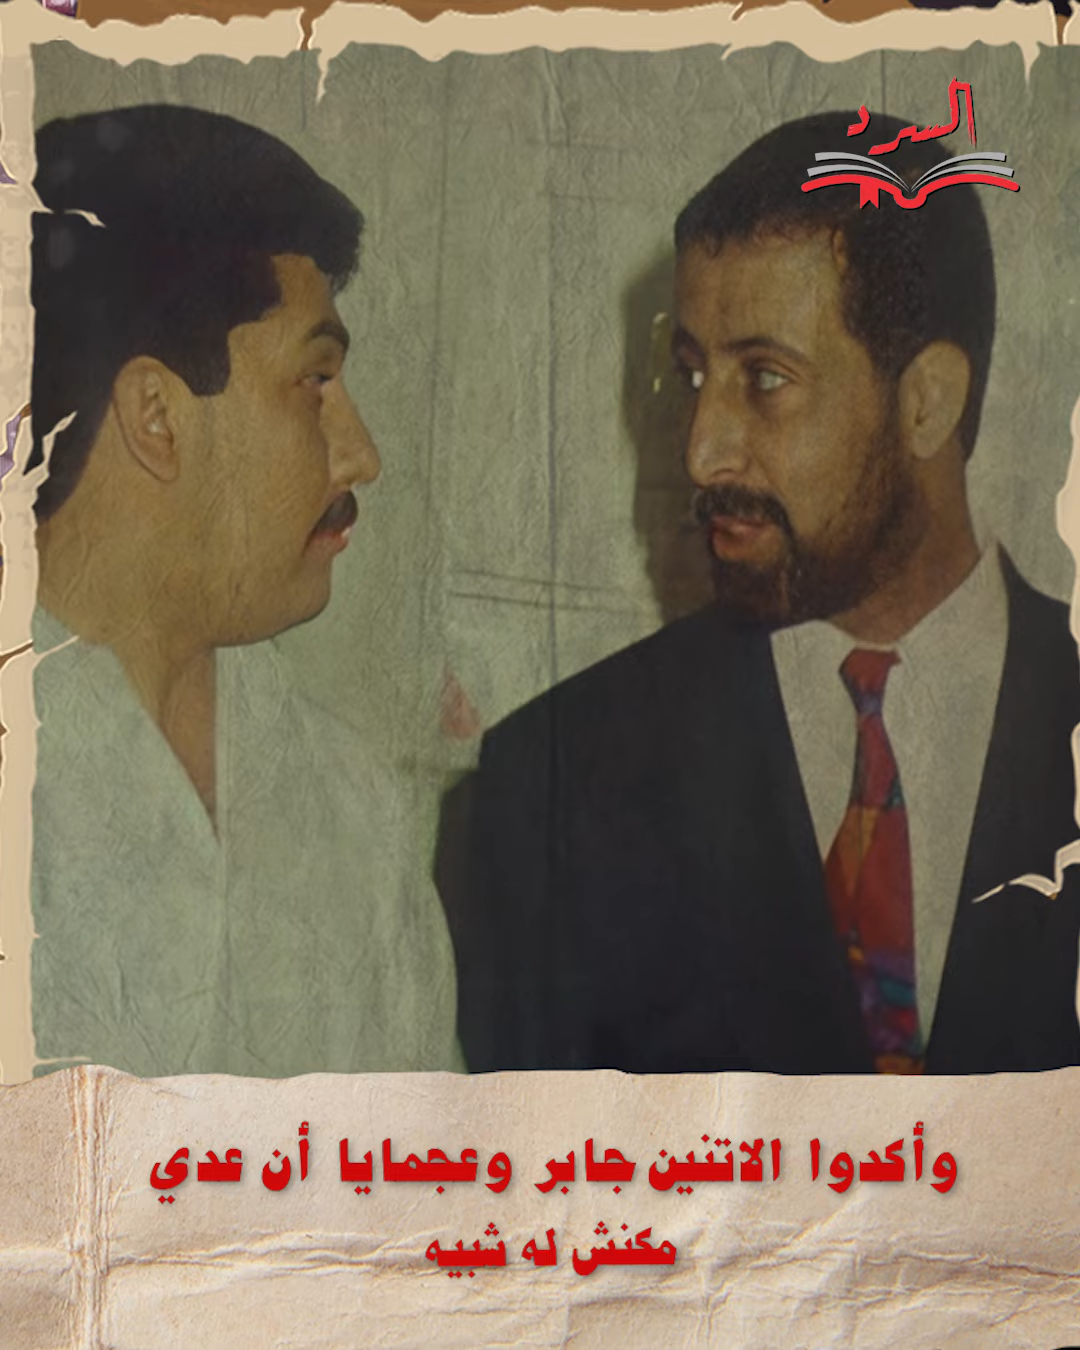 السرد
وأكدوا الاتنين جابر وعجمايا أن عدي
مكنش له شبيه